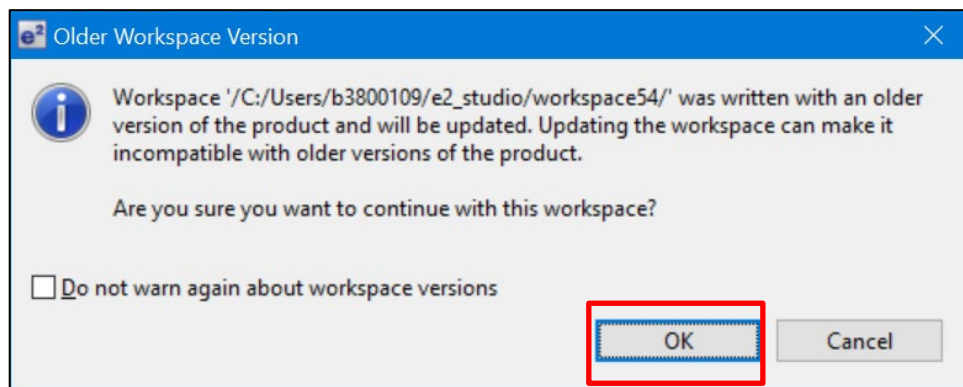 e² Older Workspace Version
Workspace '/C:/Users/b3800109/e2_studio/workspace54/' was written with an older
version of the product and will be updated. Updating the workspace can make it
incompatible with older versions of the product.
Are you sure you want to continue with this workspace?
Do not warn again about workspace versions
OK Cancel